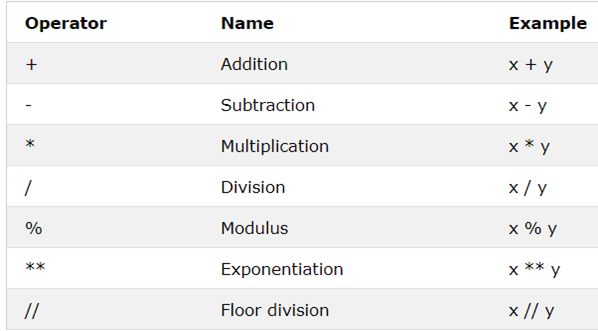 Operator Name Example
+ Addition x + y
- Subtraction x - y
* Multiplication x * y
/ Division x / y
% Modulus x % y
** Exponentiation x ** y
// Floor division x // y